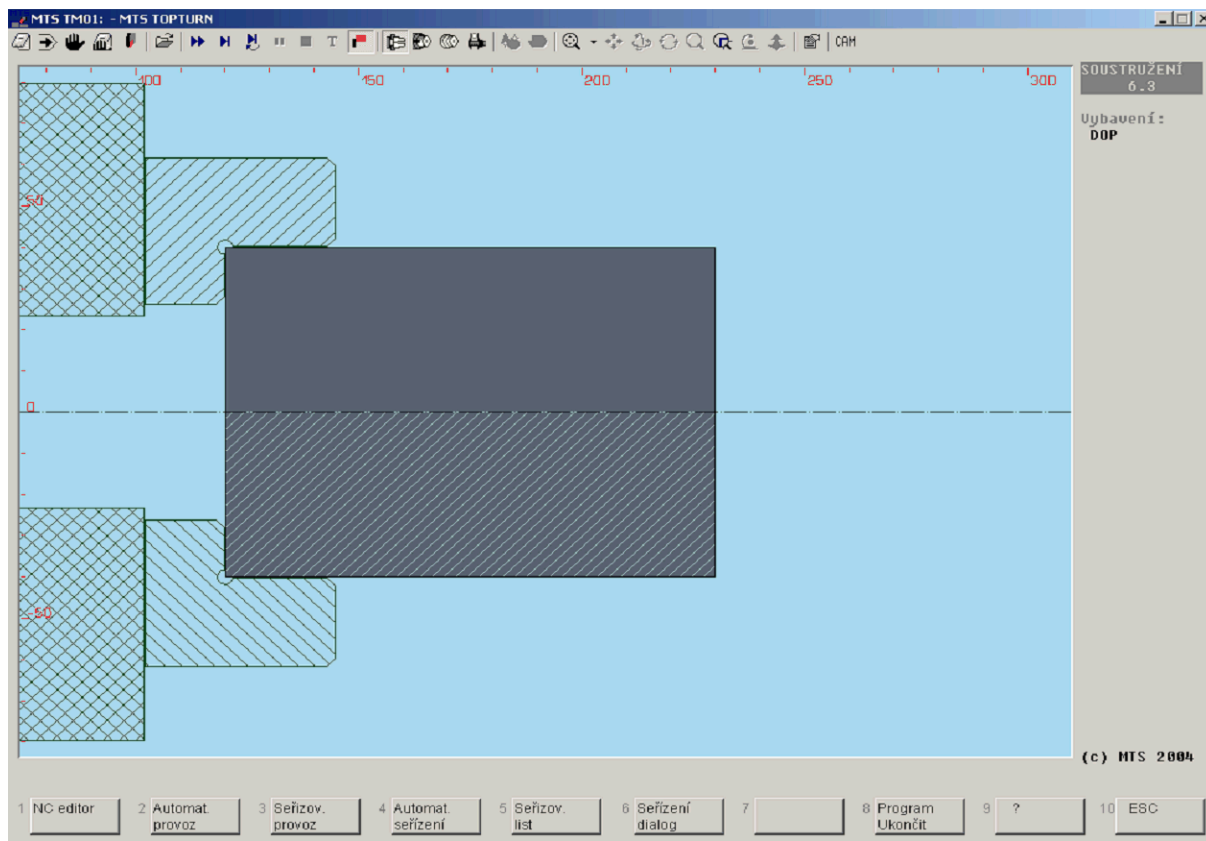 MTS TM01: - MTS TOPTURN
T CAM
100 150 200 250 300
SOUSTRUŽENÍ
6.3
Vybavení:
DOP
50
0
-50
(c) MTS 2004
1 NC editor
2 Automat.
provoz
3 Seřizov.
provoz
4 Automat.
seřízení
5 Seřizov.
list
6 Seřízení
dialog
7
8 Program
Ukončit
9 ?
10 ESC